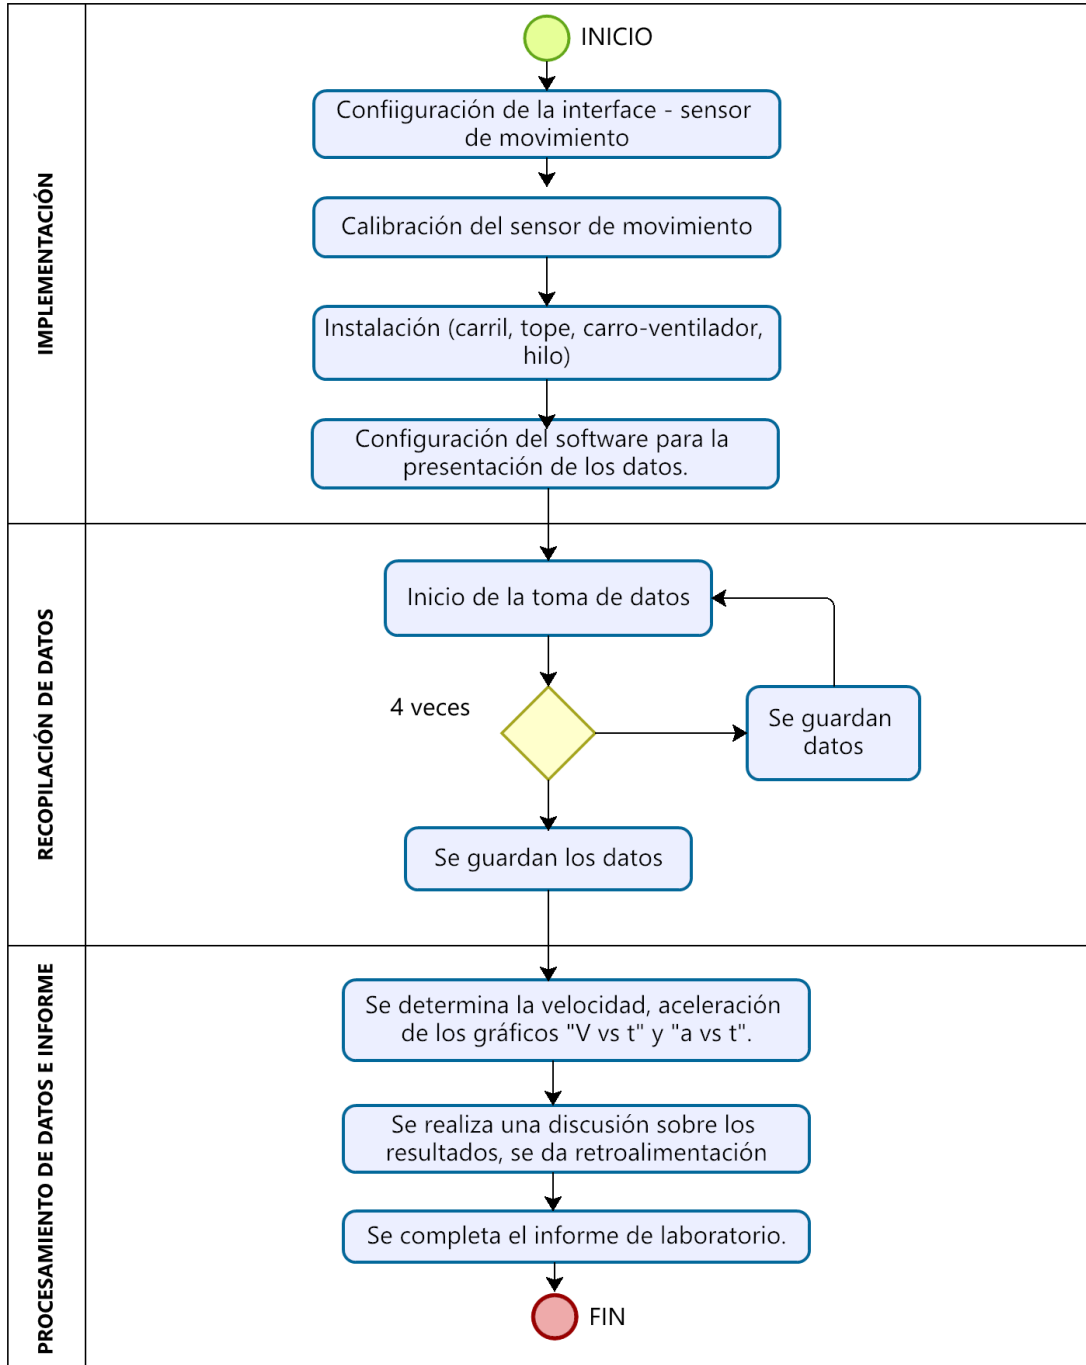 INICIO
IMPLEMENTACIÓN
Confiiguración de la interface - sensor
de movimiento
Calibración del sensor de movimiento
Instalación (carril, tope, carro-ventilador,
hilo)
Configuración del software para la
presentación de los datos.
RECOPILACIÓN DE DATOS
Inicio de la toma de datos
4 veces
Se guardan
datos
Se guardan los datos
PROCESAMIENTO DE DATOS E INFORME
Se determina la velocidad, aceleración
de los gráficos "V vs t" y "a vs t".
Se realiza una discusión sobre los
resultados, se da retroalimentación
Se completa el informe de laboratorio.
FIN